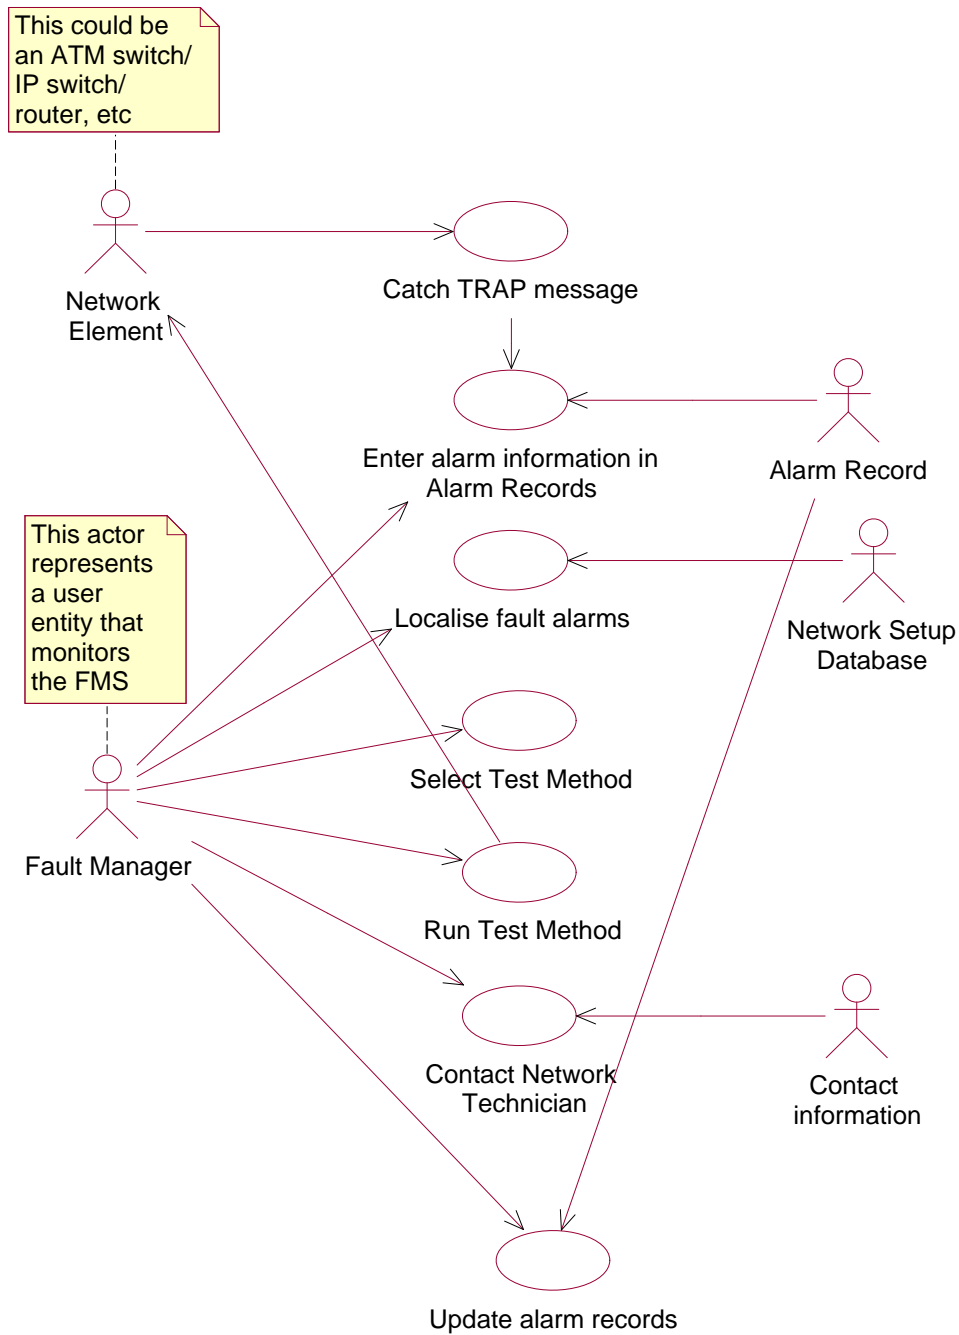 This could be
an ATM switch/
IP switch/
router, etc
Network
Element
Catch TRAP message
Enter alarm information in
Alarm Records
Alarm Record
This actor
represents
a user
entity that
monitors
the FMS
Localise fault alarms
Network Setup
Database
Select Test Method
Fault Manager
Run Test Method
Contact Network
Technician
Contact
information
Update alarm records